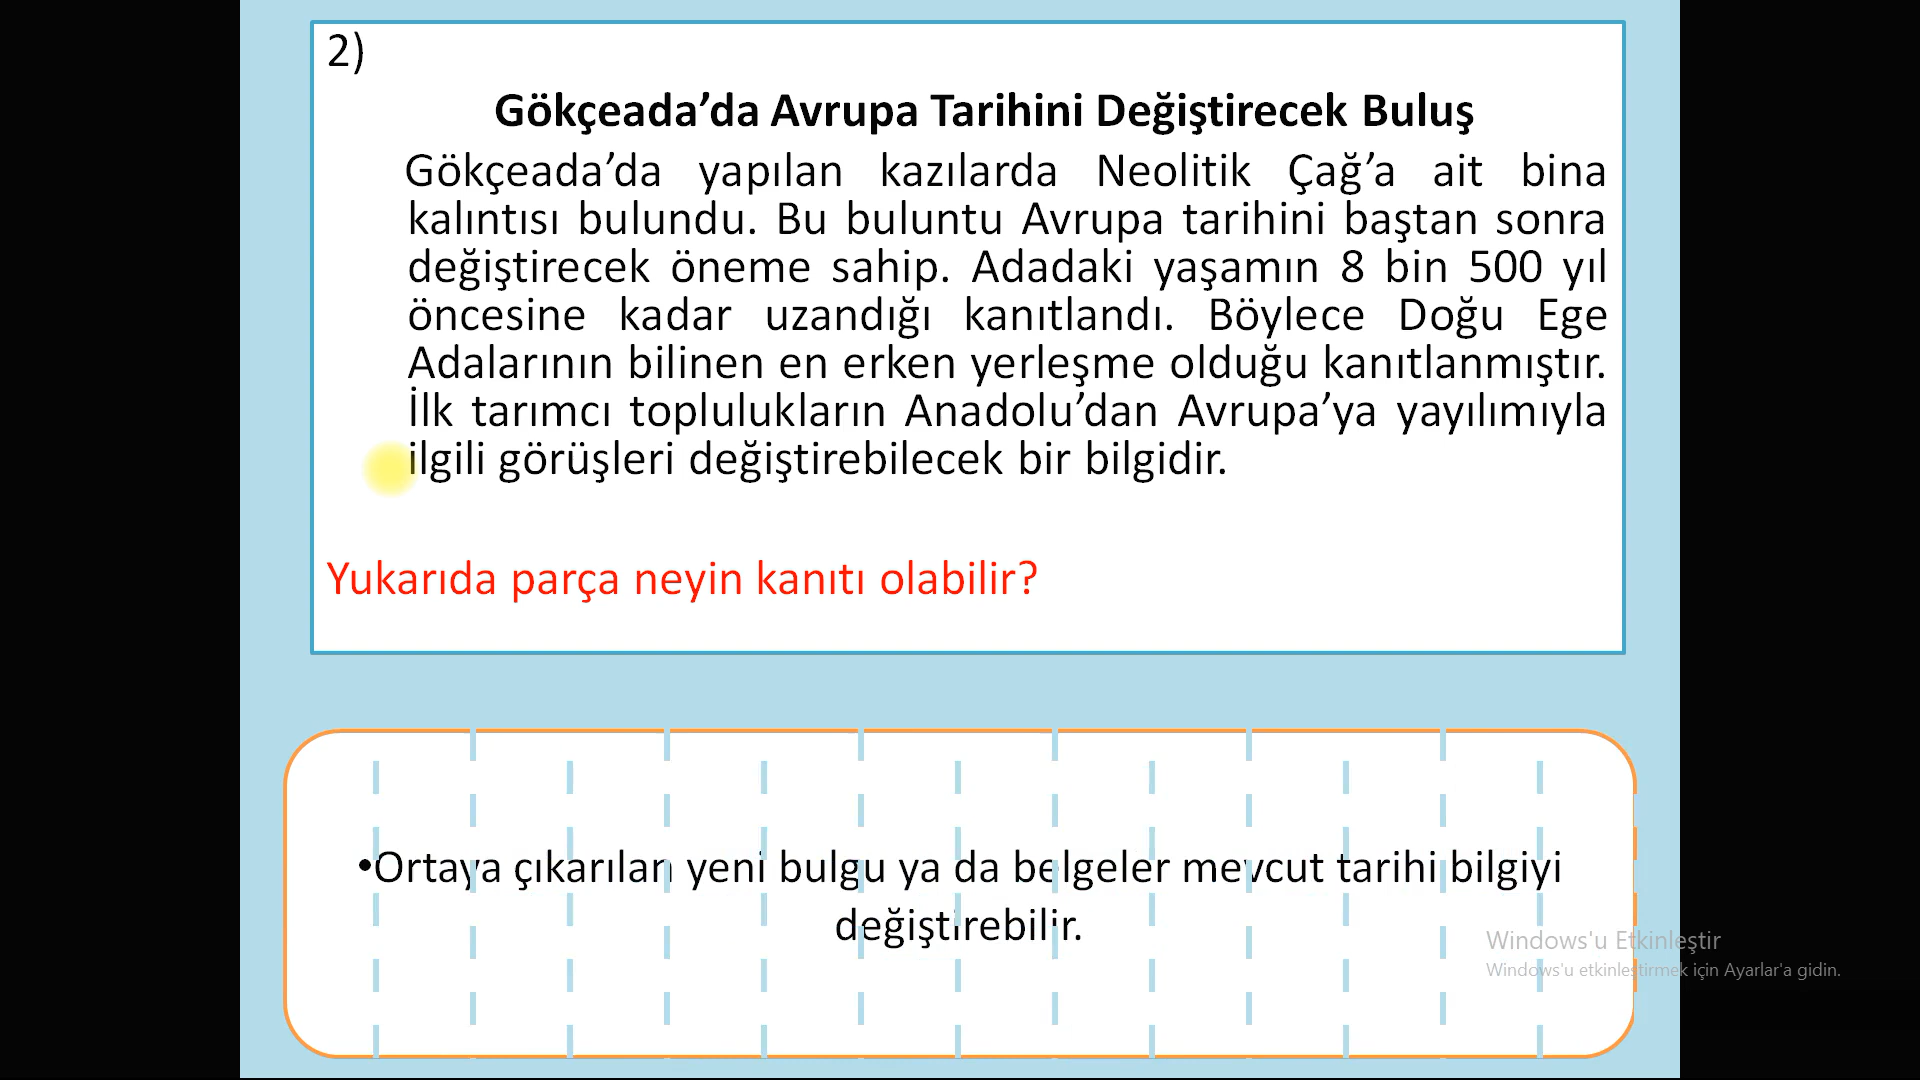 2)
Gökçeada’da Avrupa Tarihini Değiştirecek Buluş
Gökçeada’da yapılan kazılarda Neolitik Çağ’a ait bina
kalıntısı bulundu. Bu buluntu Avrupa tarihini baştan sonra
değiştirecek öneme sahip. Adadaki yaşamın 8 bin 500 yıl
öncesine kadar uzandığı kanıtlandı. Böylece Doğu Ege
Adalarının bilinen en erken yerleşme olduğu kanıtlanmıştır.
İlk tarımcı toplulukların Anadolu’dan Avrupa’ya yayılımıyla
ilgili görüşleri değiştirebilecek bir bilgidir.
Yukarıda parça neyin kanıtı olabilir?
•Ortaya çıkarılan yeni bulgu ya da belgeler mevcut tarihi bilgiyi
değiştirebilir.
Windows'u Etkinleştir
Windows'u etkinleştirmek için Ayarlar'a gidin.